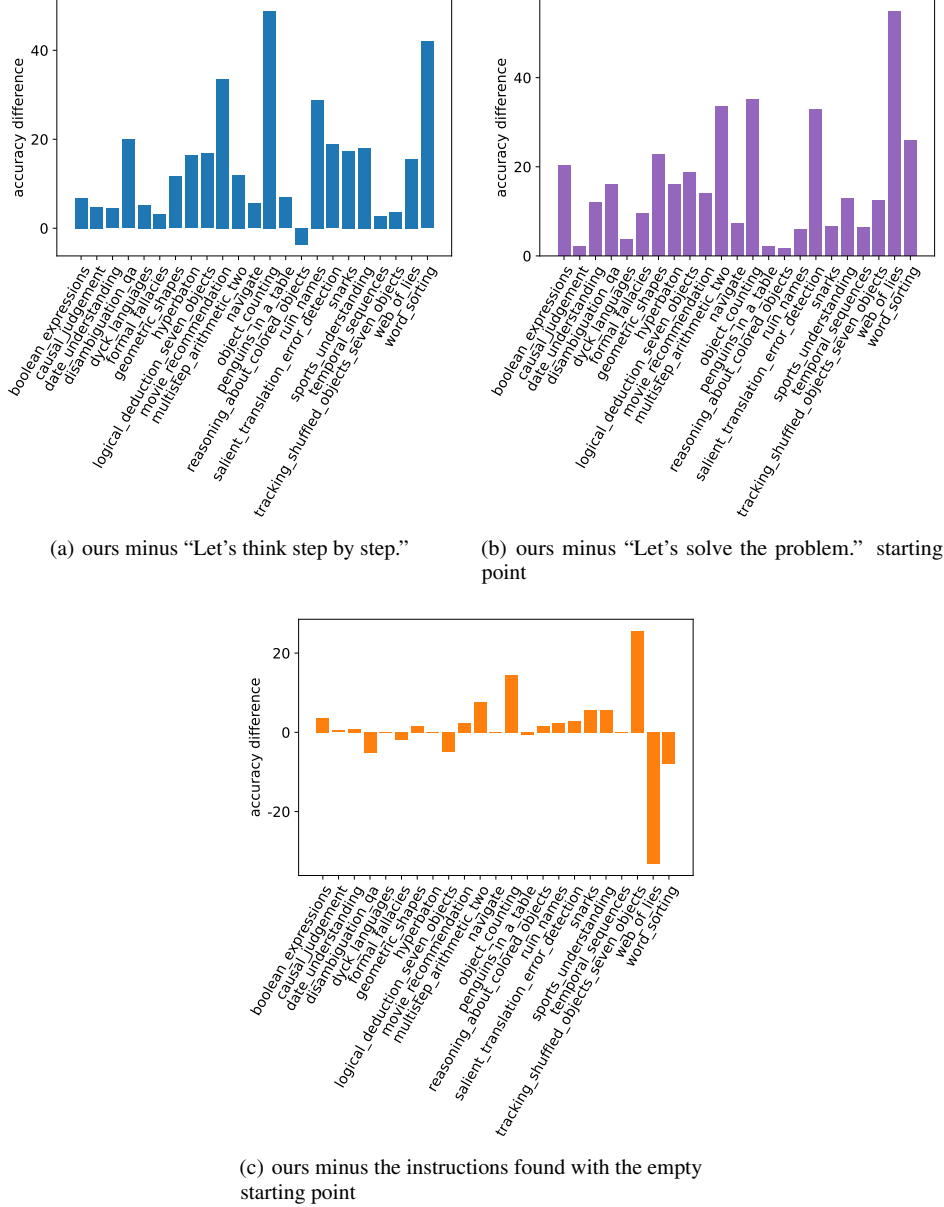 40
20
0
accuracy difference
boolean_expressions
causal_judgement
date_understanding
disambiguation_qa
dyck_languages
formal_fallacies
geometric_shapes
hyperbaton
logical_deduction_seven_objects
movie_recommendation
multistep_arithmetic_two
navigate
object_counting
penguins_in_a_table
reasoning_about_colored_objects
ruin_names
salient_translation_error_detection
snarks
sports_understanding
temporal_sequences
tracking_shuffled_objects_seven_objects
web_of_lies
word_sorting
(a) ours minus “Let’s think step by step.”
40
20
0
accuracy difference
boolean_expressions
causal_judgement
date_understanding
disambiguation_qa
dyck_languages
formal_fallacies
geometric_shapes
hyperbaton
logical_deduction_seven_objects
movie_recommendation
multistep_arithmetic_two
navigate
object_counting
penguins_in_a_table
reasoning_about_colored_objects
ruin_names
salient_translation_error_detection
snarks
sports_understanding
temporal_sequences
tracking_shuffled_objects_seven_objects
web_of_lies
word_sorting
(b) ours minus “Let’s solve the problem.” starting
point
20
0
-20
accuracy difference
boolean_expressions
causal_judgement
date_understanding
disambiguation_qa
dyck_languages
formal_fallacies
geometric_shapes
hyperbaton
logical_deduction_seven_objects
movie_recommendation
multistep_arithmetic_two
navigate
object_counting
penguins_in_a_table
reasoning_about_colored_objects
ruin_names
salient_translation_error_detection
snarks
sports_understanding
temporal_sequences
tracking_shuffled_objects_seven_objects
web_of_lies
word_sorting
(c) ours minus the instructions found with the empty
starting point